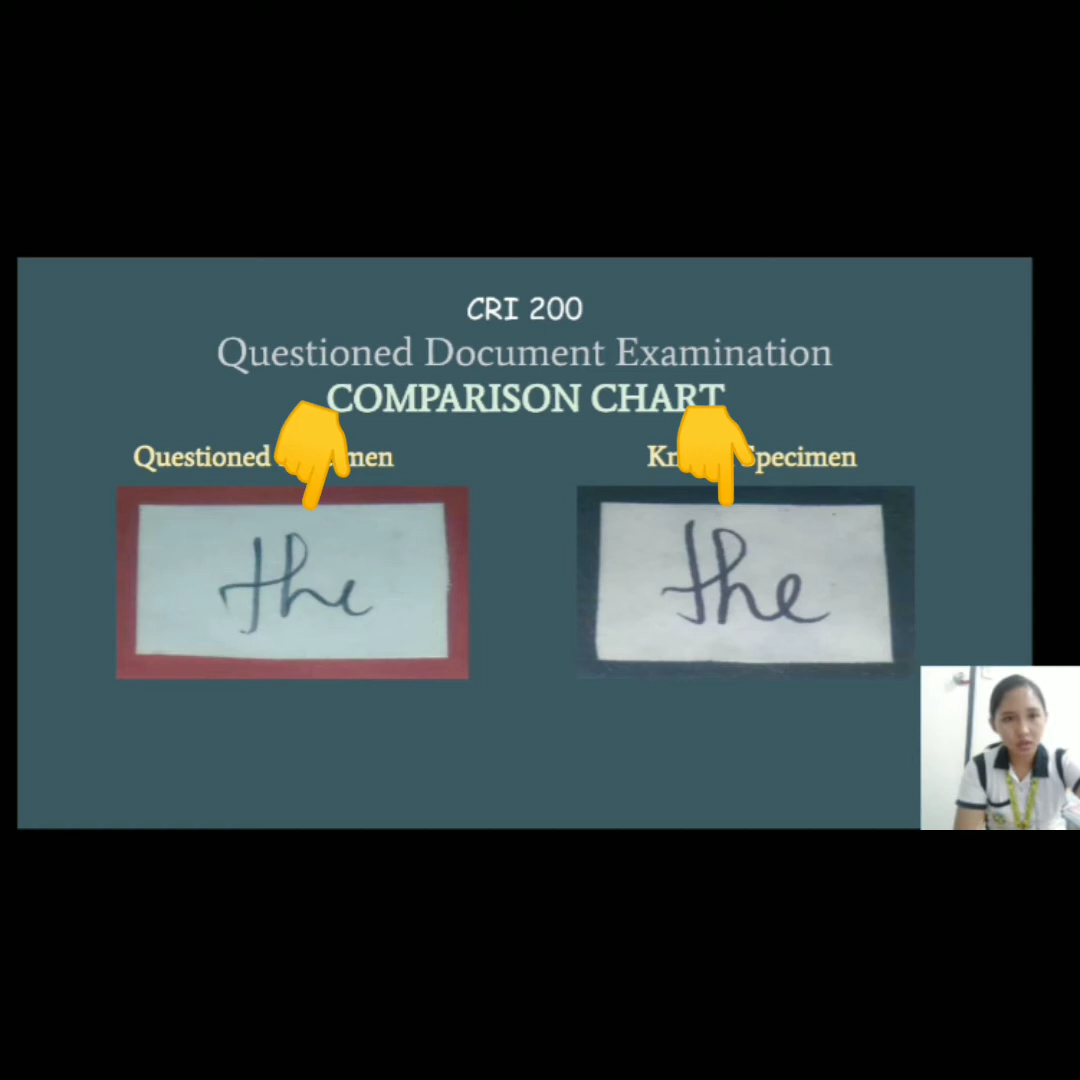 CRI 200
Questioned Document Examination
COMPARISON CHART
Questioned
Specimen
the
the